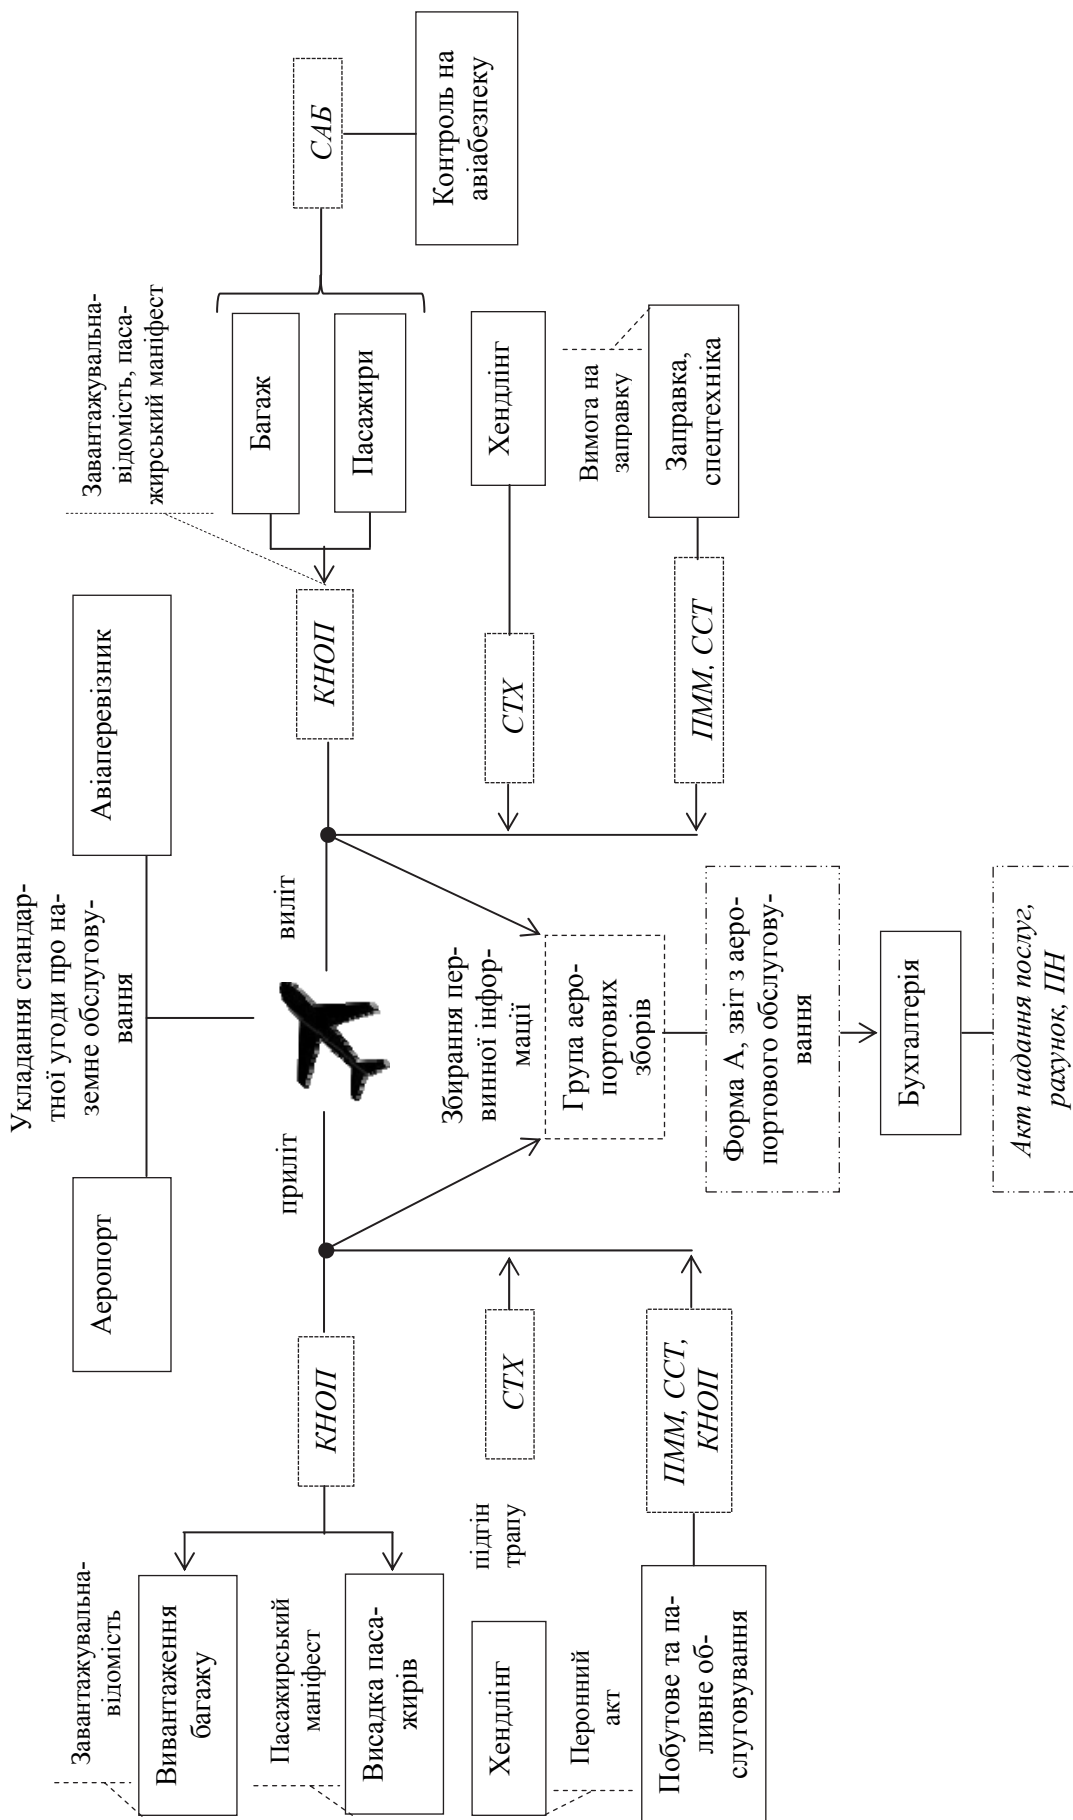 Укладання стандар-
тної угоди про на-
земне обслугову-
вання
Аеропорт
Авіаперевізник
приліт
виліт
Завантажувальна-
відомість
Вивантаження
багажу
Пасажирський
маніфест
Висадка паса-
жирів
КНОП
Хендлінг
підгін
трапу
СТХ
Перонний
акт
Побутове та па-
ливне об-
слуговування
ПММ, ССТ,
КНОП
Збирання пер-
винної інфор-
мації
Група аеро-
портових
зборів
Форма А, звіт з аеро-
портового обслугову-
вання
Бухгалтерія
Акт надання послуг,
рахунок, ПН
КНОП
Завантажувальна-
відомість, паса-
жирський маніфест
Багаж
Пасажири
САБ
Контроль на
авіабезпеку
СТХ
Хендлінг
Вимога на
заправку
ПММ, ССТ
Заправка,
спецтехніка